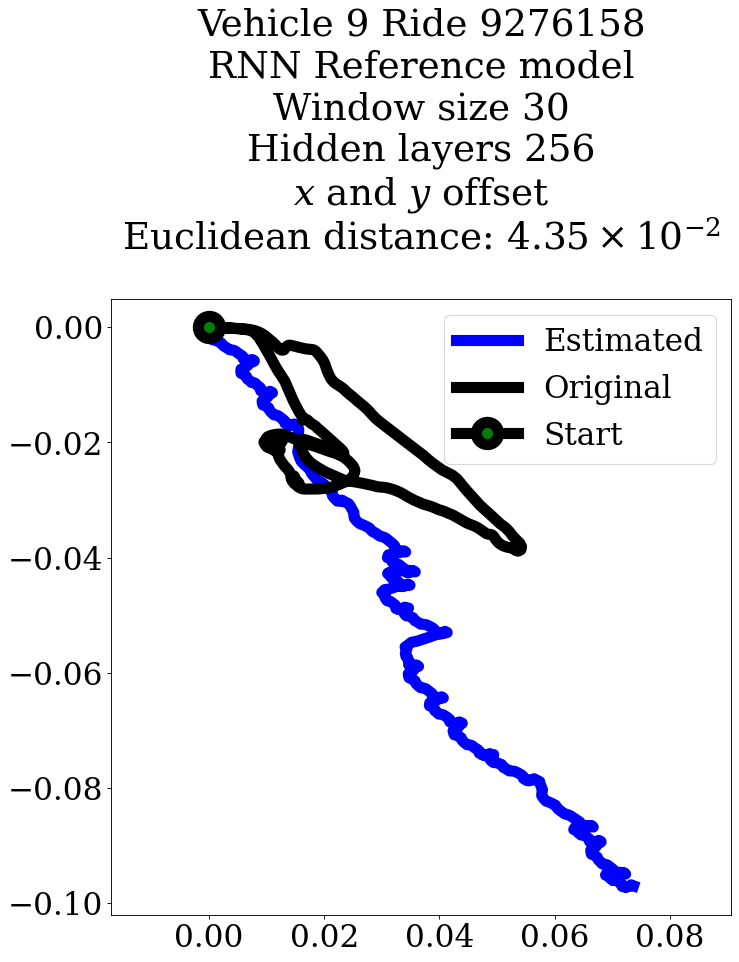 Vehicle 9 Ride 9276158
RNN Reference model
Window size 30
Hidden layers 256
x and y offset
Euclidean distance: 4.35 × 10⁻²
Estimated
Original
Start
0.00
−0.02
−0.04
−0.06
−0.08
−0.10
0.00 0.02 0.04 0.06 0.08